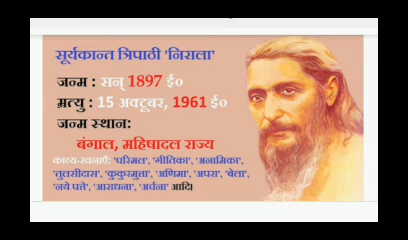 सूर्यकान्त त्रिपाठी 'निराला'
जन्म : सन् 1897 ई०
म्रत्यु : 15 अक्टूबर, 1961 ई०
जन्म स्थान:
बंगाल, महिषादल राज्य
काव्य-रचनाएँ: 'परिमल', 'गीतिका', 'अनामिका',
'तुलसीदास', 'कुकुरमुत्ता', 'अणिमा', 'अपरा', 'बेला',
'नये पत्ते', 'आराधना', 'अर्चना' आदि।